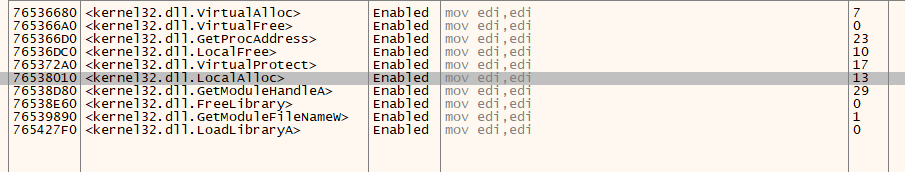 76536680 <kernel32.dll.VirtualAlloc> Enabled mov edi,edi 7
765366A0 <kernel32.dll.VirtualFree> Enabled mov edi,edi 0
765366D0 <kernel32.dll.GetProcAddress> Enabled mov edi,edi 23
76536DC0 <kernel32.dll.LocalFree> Enabled mov edi,edi 10
765372A0 <kernel32.dll.VirtualProtect> Enabled mov edi,edi 17
76538010 <kernel32.dll.LocalAlloc> Enabled mov edi,edi 13
76538D80 <kernel32.dll.GetModuleHandleA> Enabled mov edi,edi 29
76538E60 <kernel32.dll.FreeLibrary> Enabled mov edi,edi 0
76539890 <kernel32.dll.GetModuleFileNameW> Enabled mov edi,edi 1
765427F0 <kernel32.dll.LoadLibraryA> Enabled mov edi,edi 0